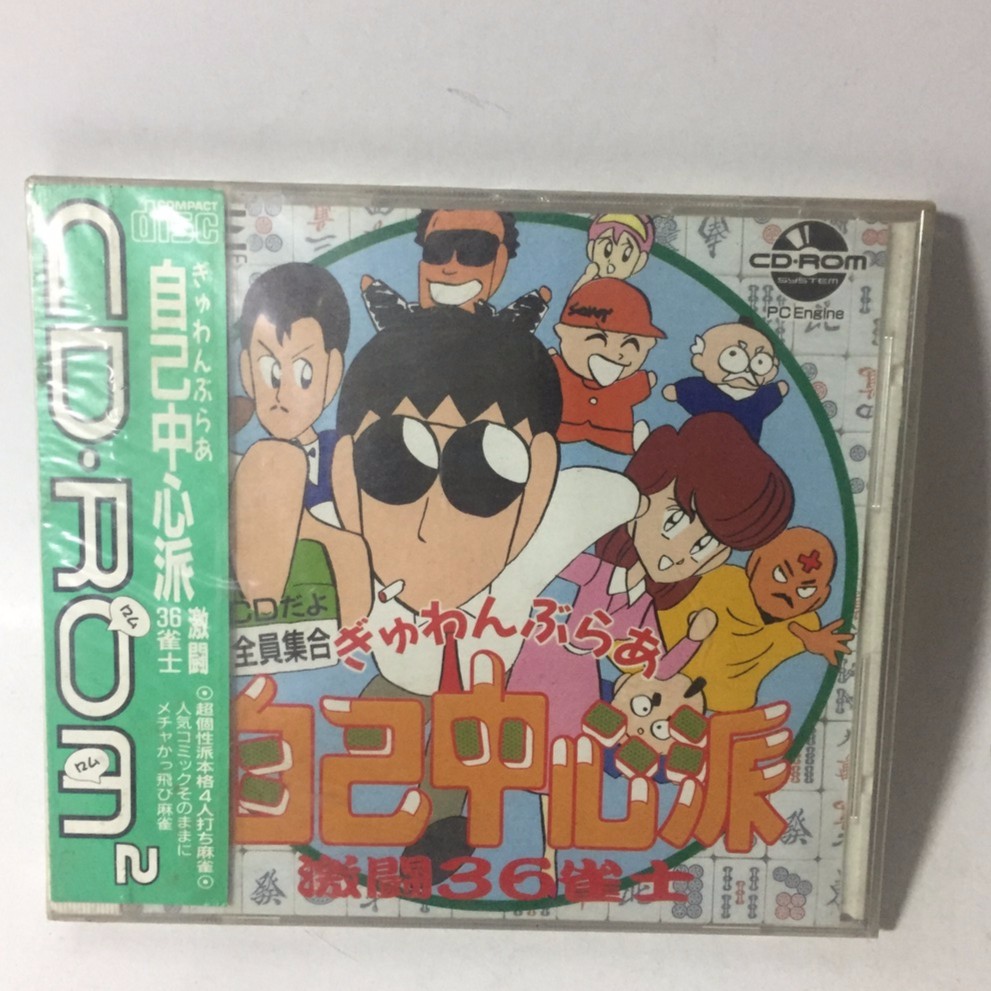 COMPACT
disc
CD・ROM2
ロム
ロム
ぎゅわんぶらあ
自己中心派
激闘
36雀士
◎超個性派本格4人打ち麻雀◎
人気コミックそのままに
メチャかっ飛び麻雀
CD-ROM
SYSTEM
PC Engine
CDだよ
全員集合
ぎゅわんぶらあ
自己中心派
激闘36雀士